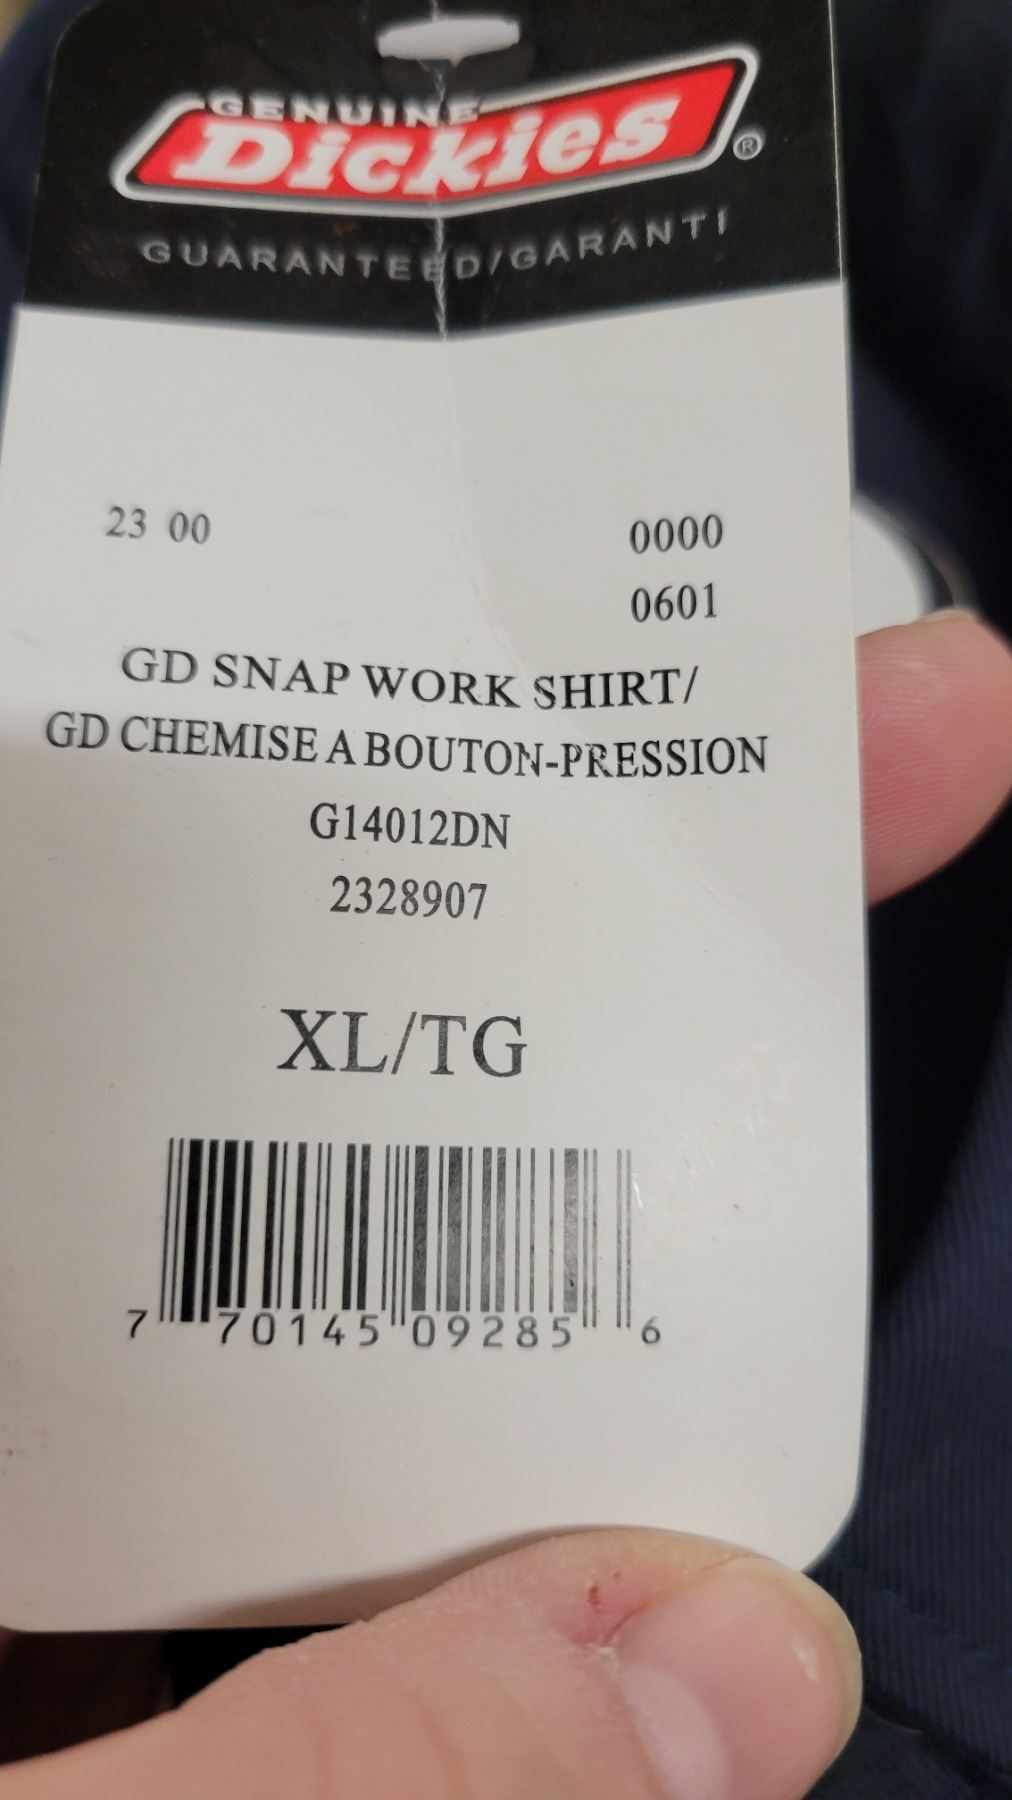 GENUINE
Dickies®
GUARANTEED/GARANTI
23 00 0000
0601
GD SNAP WORK SHIRT/
GD CHEMISE A BOUTON-PRESSION
G14012DN
2328907
XL/TG
7 70145 09285 6